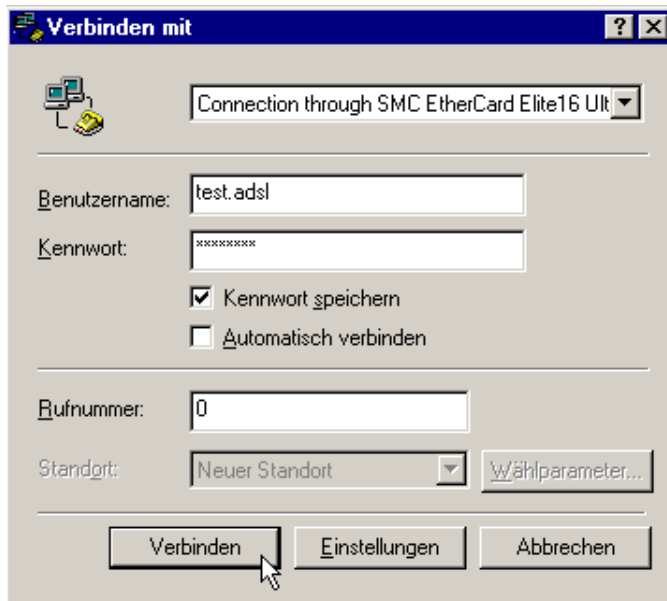 Verbinden mit
Connection through SMC EtherCard Elite16 Ult
Benutzername: test.adsl
Kennwort: ********
Kennwort speichern
Automatisch verbinden
Rufnummer: 0
Standort: Neuer Standort Wählparameter...
Verbinden Einstellungen Abbrechen